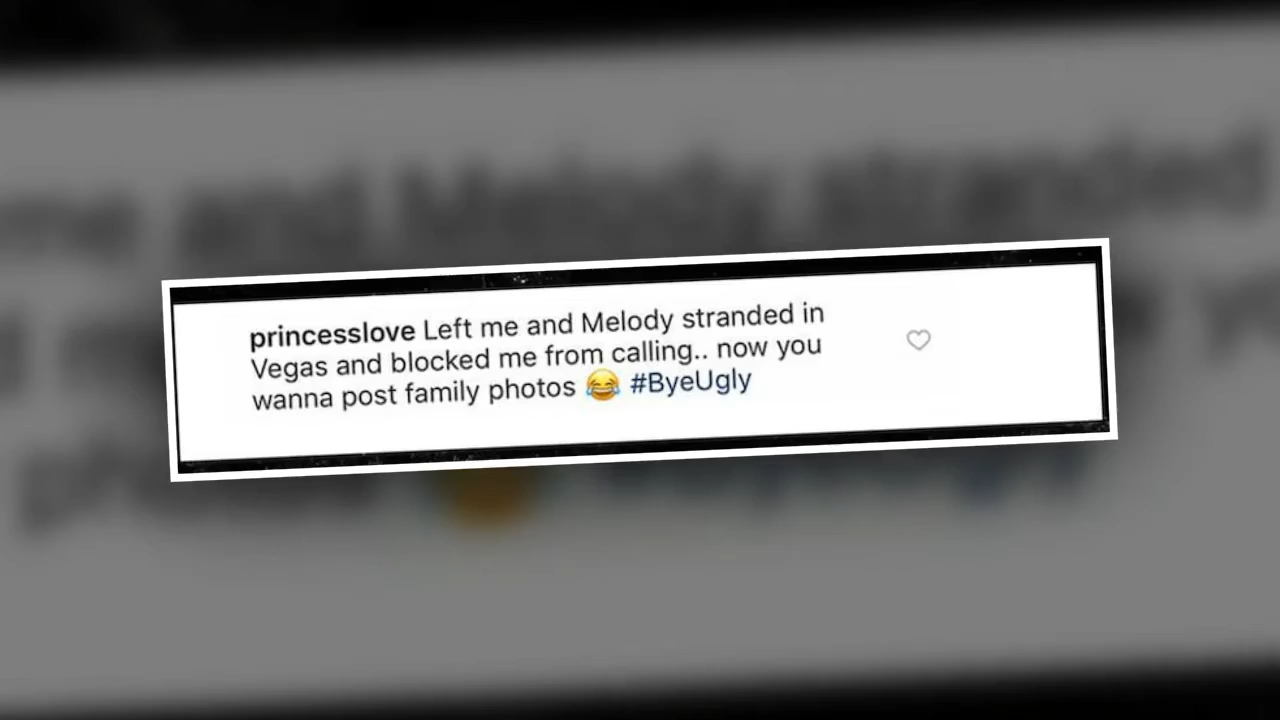 princesslove Left me and Melody stranded in
Vegas and blocked me from calling.. now you
wanna post family photos 😂 #ByeUgly